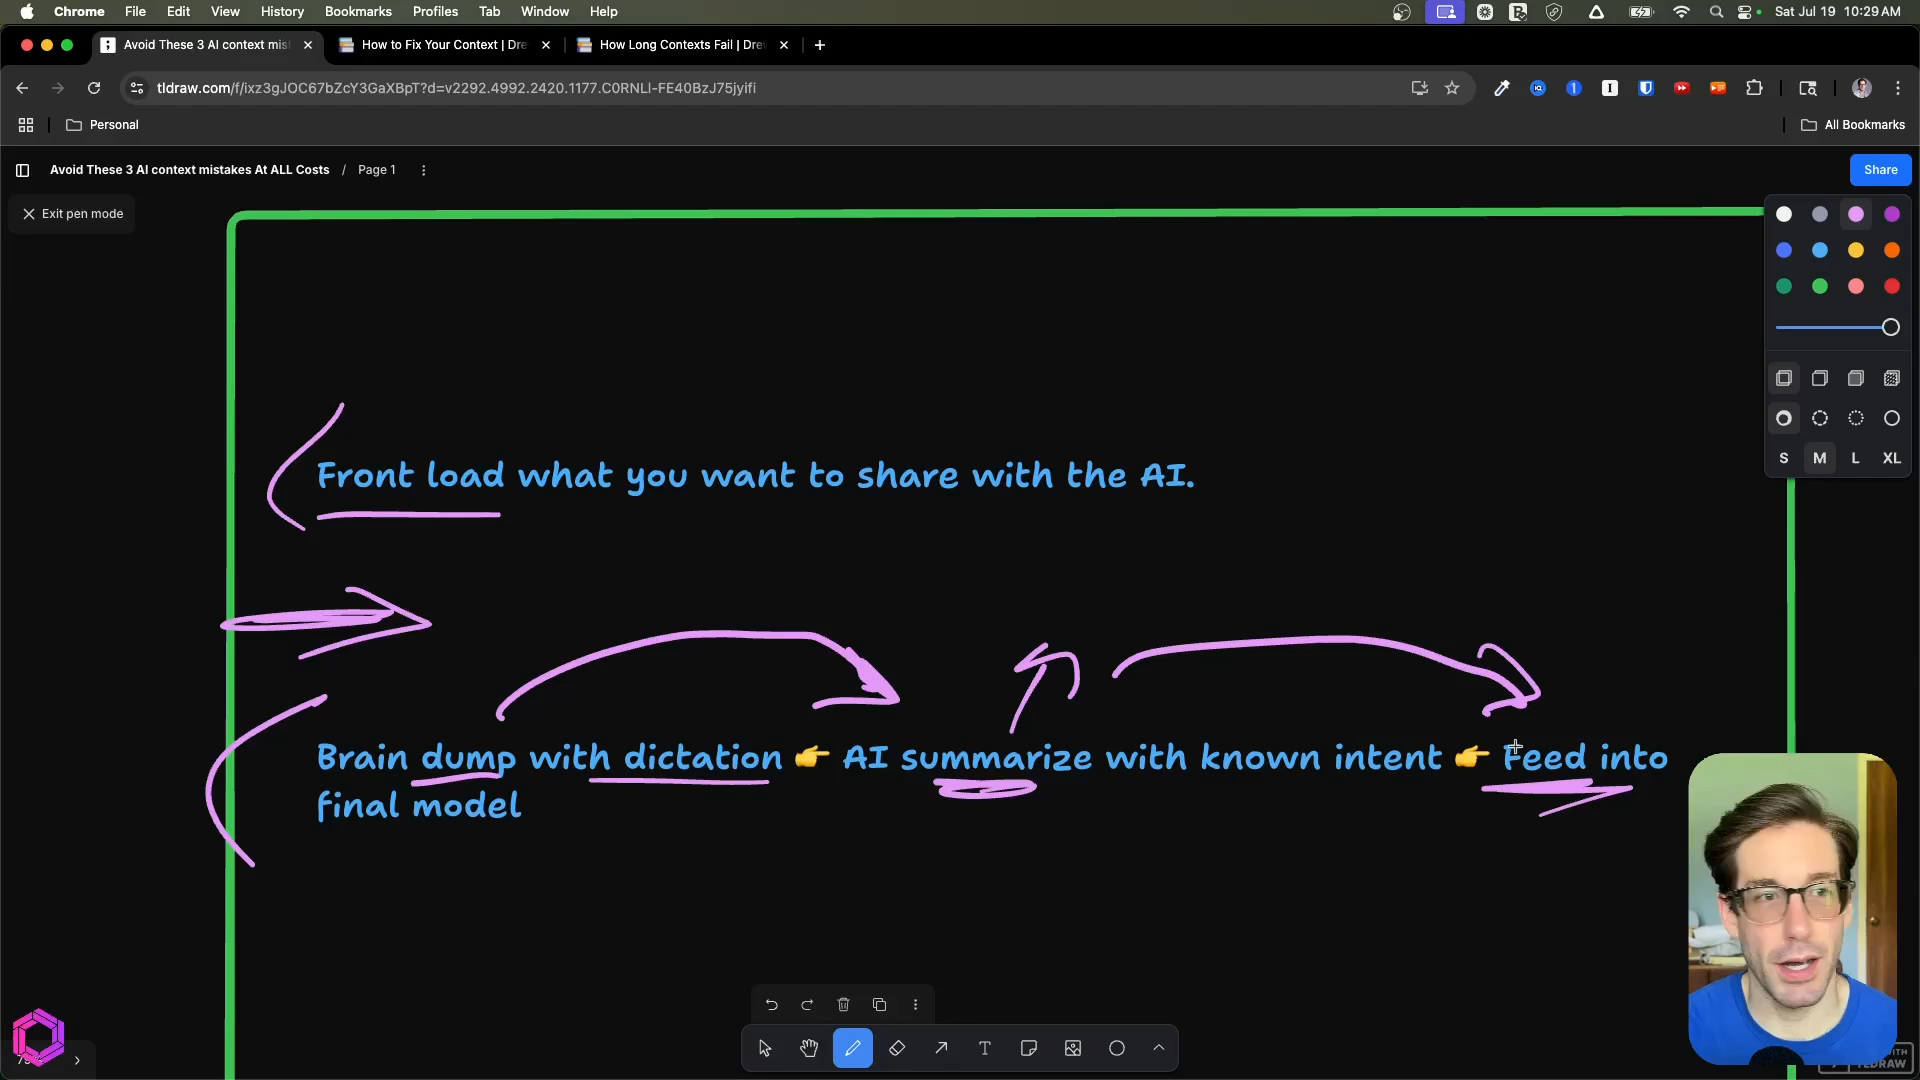 Chrome File Edit View History Bookmarks Profiles Tab Window Help
Sat Jul 19 10:29 AM
Avoid These 3 AI context mis
How to Fix Your Context | Dre
How Long Contexts Fail | Drew
tldraw.com/f/ixz3gJOC67bZcY3GaXBpT?d=v2292.4992.2420.1177.C0RNLl-FE40BzJ75jyifi
Personal
All Bookmarks
Avoid These 3 AI context mistakes At ALL Costs / Page 1
Share
Exit pen mode
S M L XL
Front load what you want to share with the AI.
Brain dump with dictation 👉 AI summarize with known intent 👉 Feed into
final model